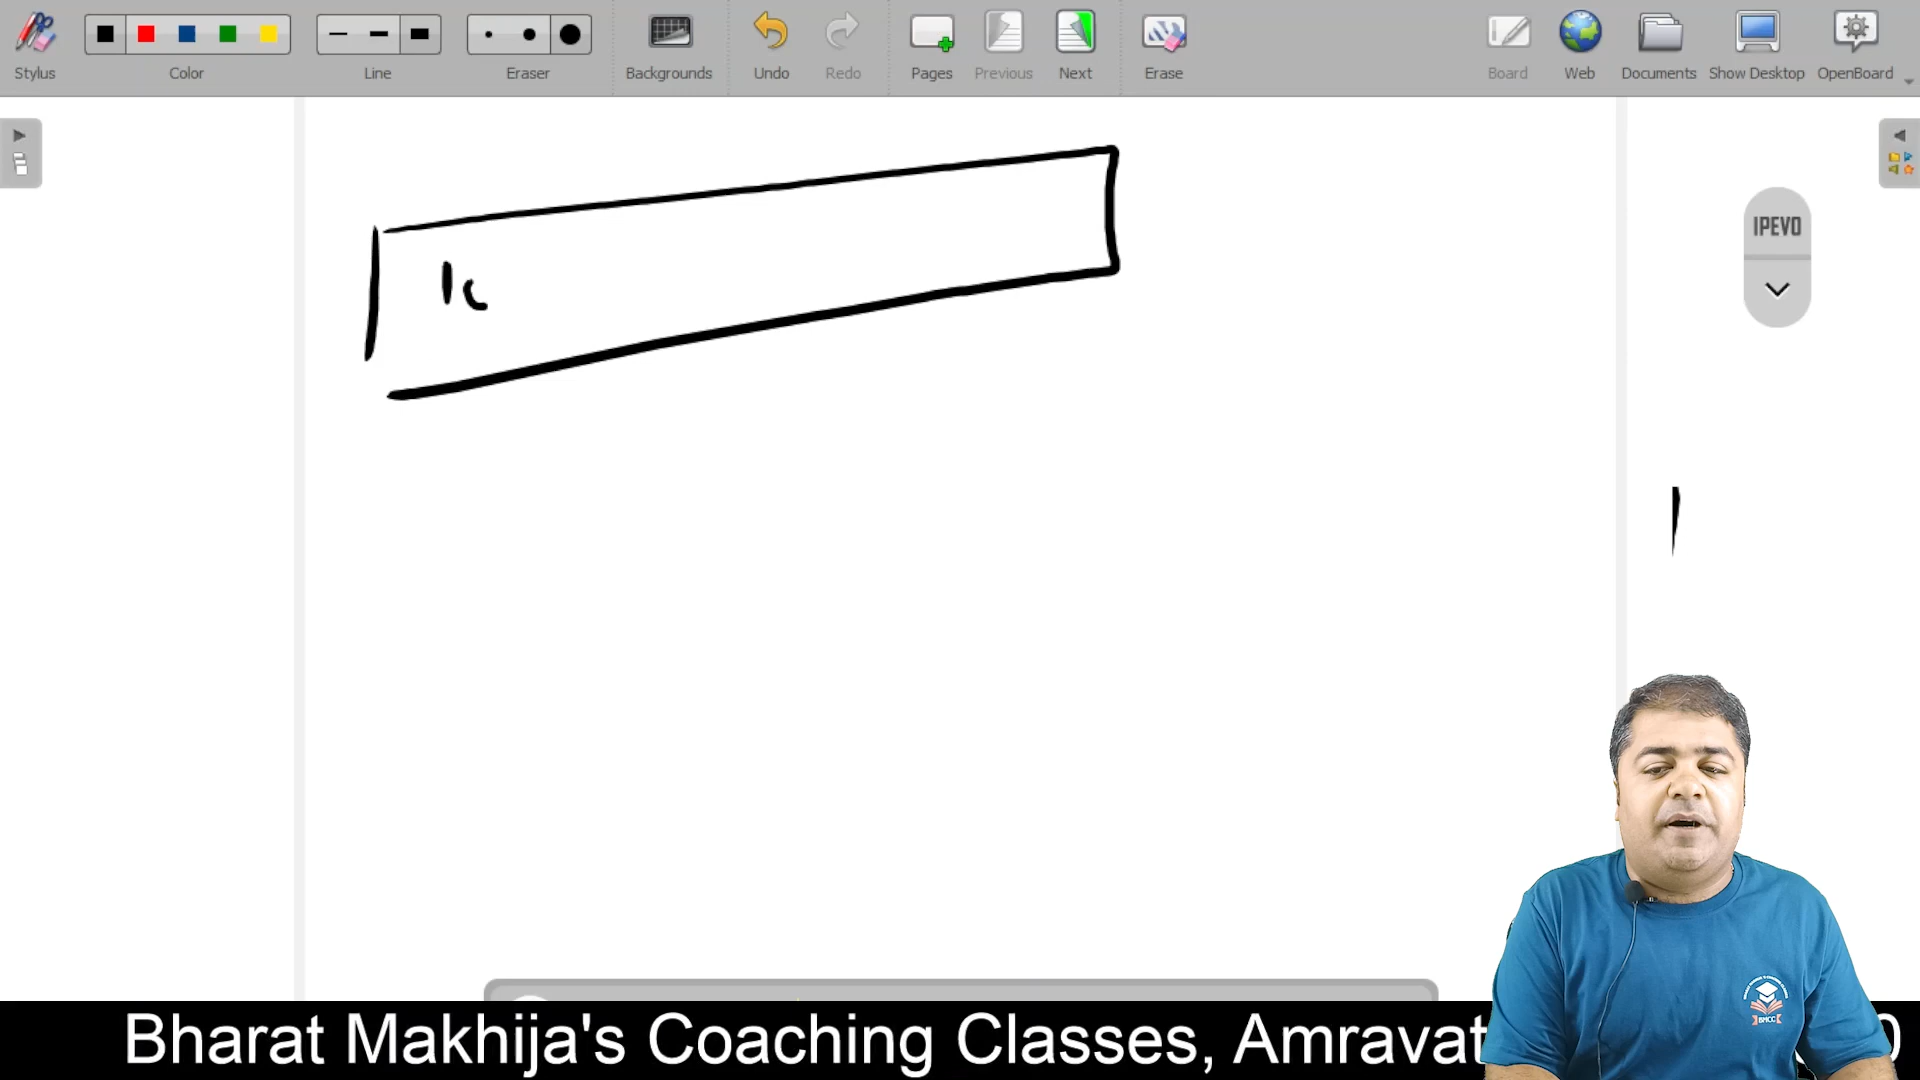 Stylus Color Line Eraser Backgrounds Undo Redo Pages Previous Next Erase Board Web Documents Show Desktop OpenBoard
IPEVO
Bharat Makhija's Coaching Classes, Amravat
BMCC